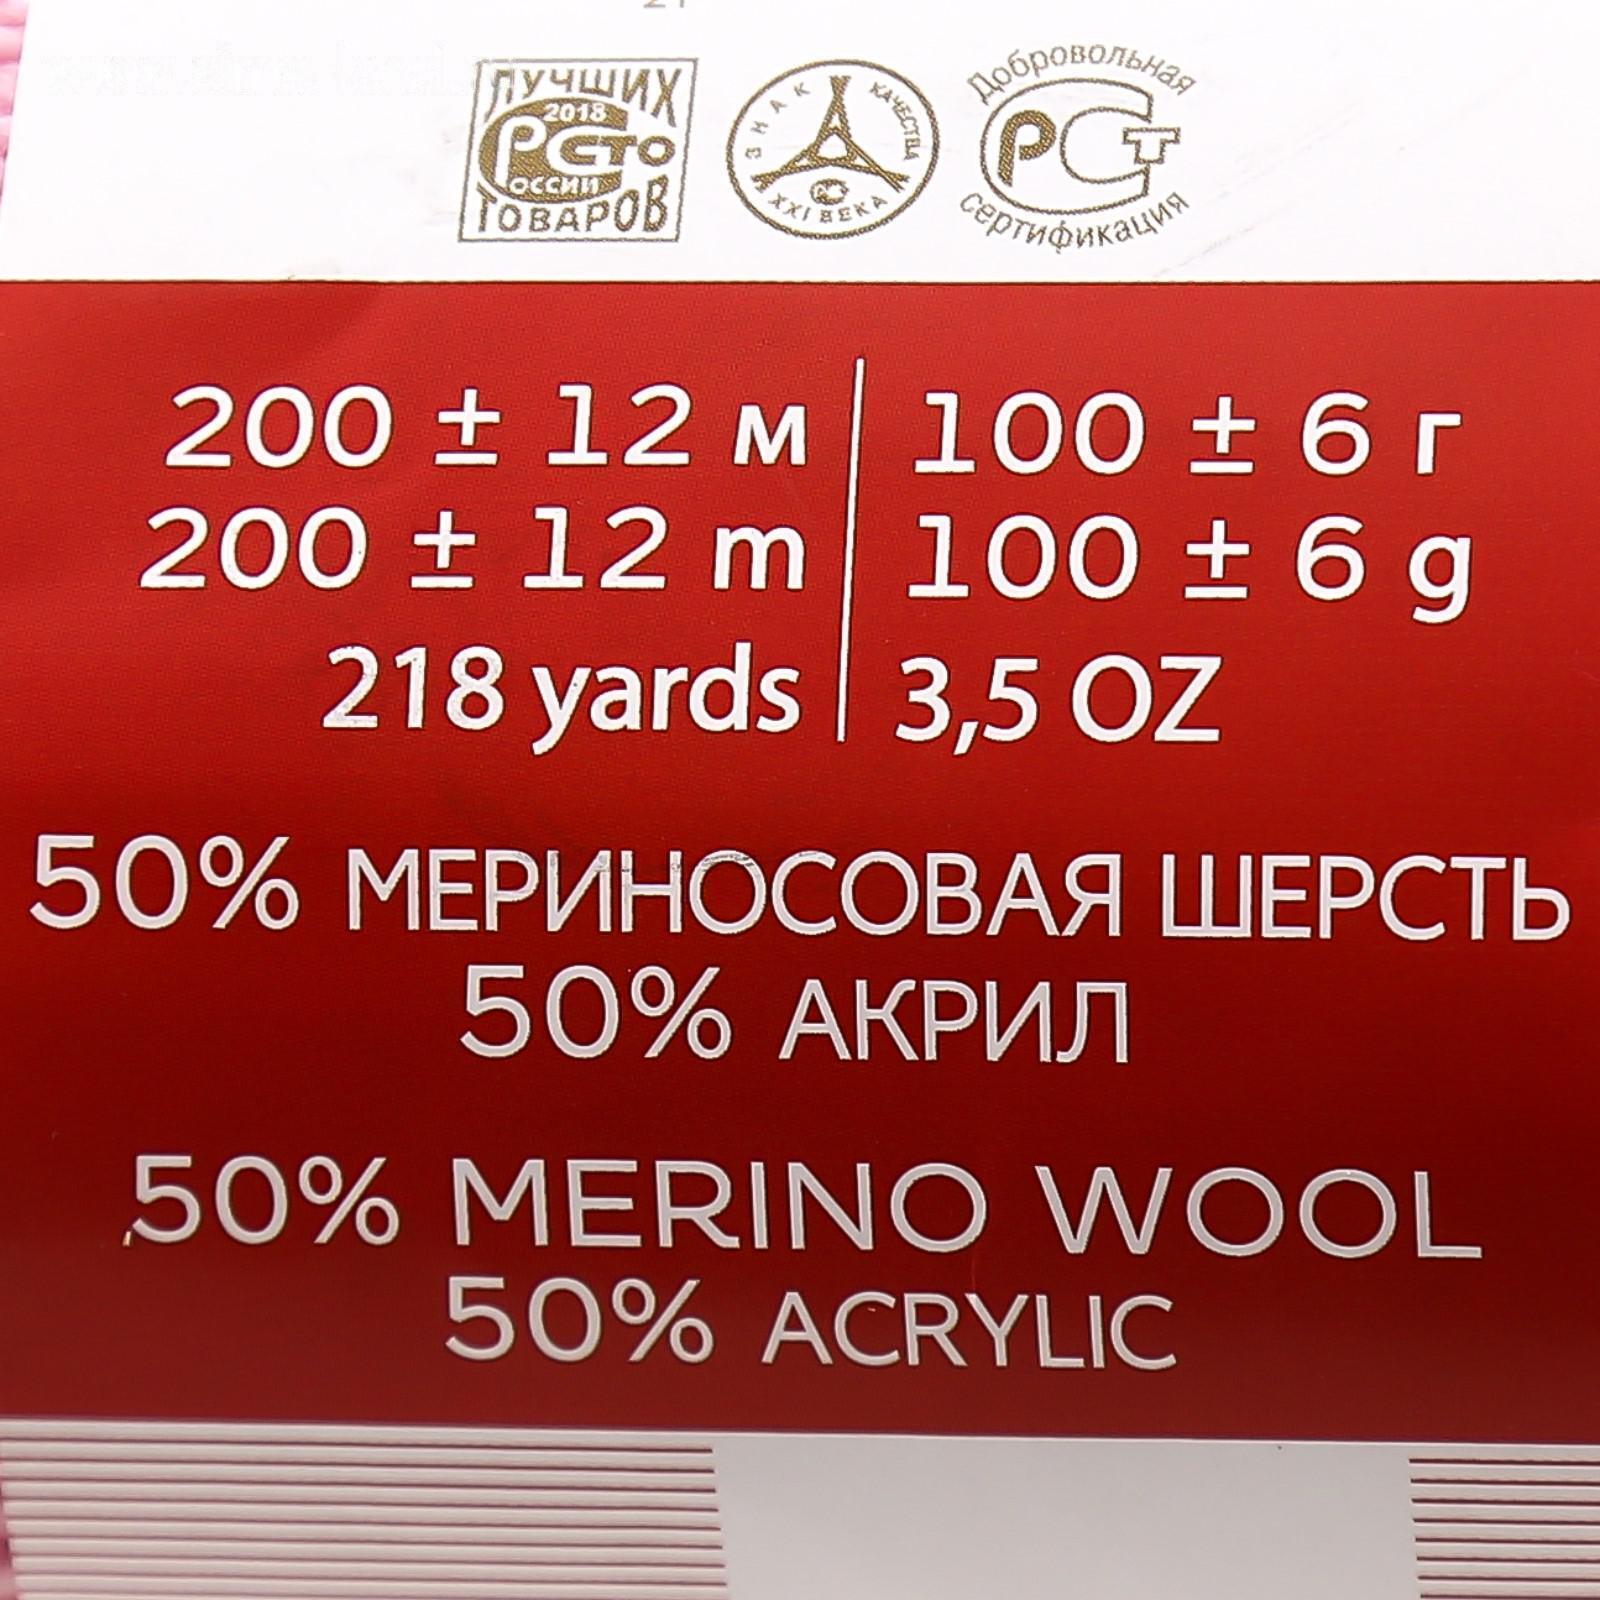 ЛУЧШИХ
2018
РСТО
РОССИИ
ТОВАРОВ
ЗНАК КАЧЕСТВА
XXI ВЕКА
Добровольная
РСТ
сертификация
200 ± 12 м
100 ± 6 г
200 ± 12 m
100 ± 6 g
218 yards
3,5 OZ
50% МЕРИНОСОВАЯ ШЕРСТЬ
50% АКРИЛ
50% MERINO WOOL
50% ACRYLIC